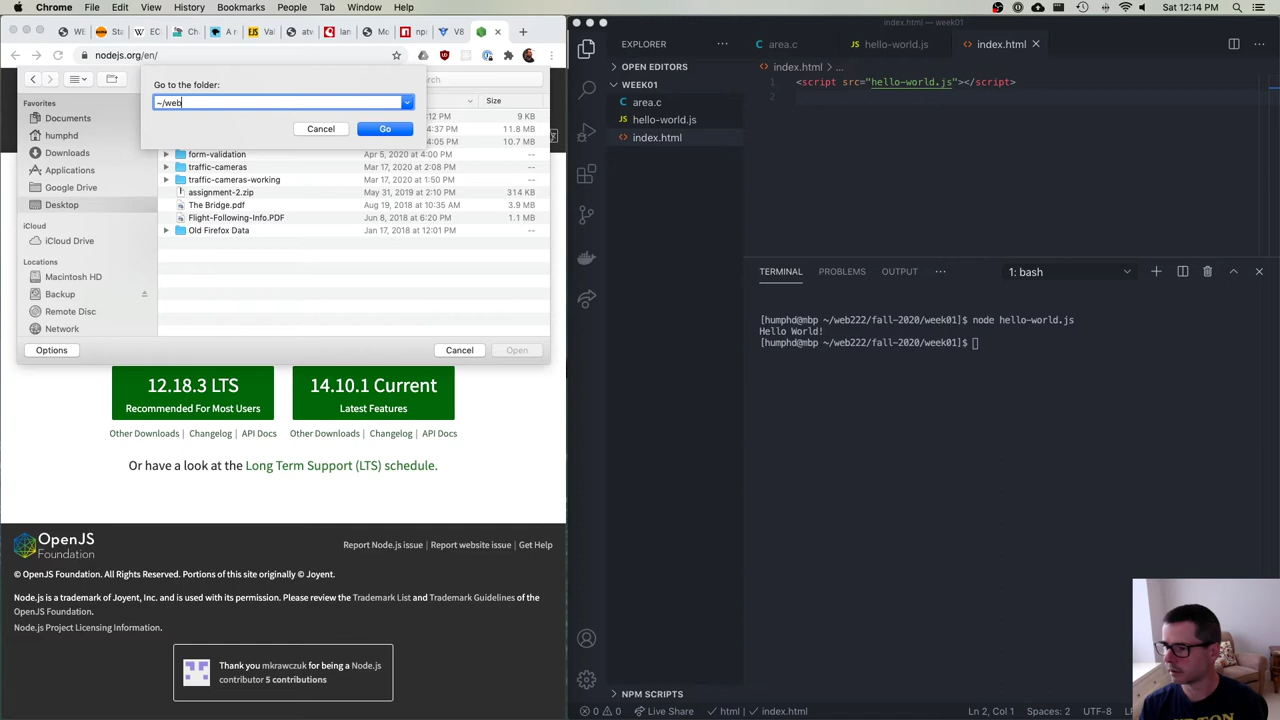 Chrome File Edit View History Bookmarks People Tab Window Help
Sat 12:14 PM
nodejs.org/en/
Go to the folder:
~/web
Cancel Go
Size
Favorites
Documents
humphd
Downloads
Applications
Google Drive
Desktop
iCloud
iCloud Drive
Locations
Macintosh HD
Backup
Remote Disc
Network
9 KB
11.8 MB
10.7 MB
form-validation Apr 5, 2020 at 4:00 PM --
traffic-cameras Mar 17, 2020 at 2:08 PM --
traffic-cameras-working Mar 17, 2020 at 1:50 PM --
assignment-2.zip May 31, 2019 at 2:10 PM 314 KB
The Bridge.pdf Aug 19, 2018 at 10:35 AM 3.9 MB
Flight-Following-Info.PDF Jun 8, 2018 at 6:20 PM 1.1 MB
Old Firefox Data Jan 17, 2018 at 12:01 PM --
Options Cancel Open
12.18.3 LTS
Recommended For Most Users
14.10.1 Current
Latest Features
Other Downloads | Changelog | API Docs
Other Downloads | Changelog | API Docs
Or have a look at the Long Term Support (LTS) schedule.
OpenJS
Foundation
Report Node.js issue | Report website issue | Get Help
© OpenJS Foundation. All Rights Reserved. Portions of this site originally © Joyent.
Node.js is a trademark of Joyent, Inc. and is used with its permission. Please review the Trademark List and Trademark Guidelines of the
OpenJS Foundation.
Node.js Project Licensing Information.
Thank you mkrawczuk for being a Node.js
contributor 5 contributions
index.html — week01
EXPLORER
OPEN EDITORS
WEEK01
area.c
hello-world.js
index.html
NPM SCRIPTS
area.c hello-world.js index.html
index.html > ...
1 <script src="hello-world.js"></script>
2
TERMINAL PROBLEMS OUTPUT 1: bash
[humphd@mbp ~/web222/fall-2020/week01]$ node hello-world.js
Hello World!
[humphd@mbp ~/web222/fall-2020/week01]$
0 0 Live Share html index.html Ln 2, Col 1 Spaces: 2 UTF-8